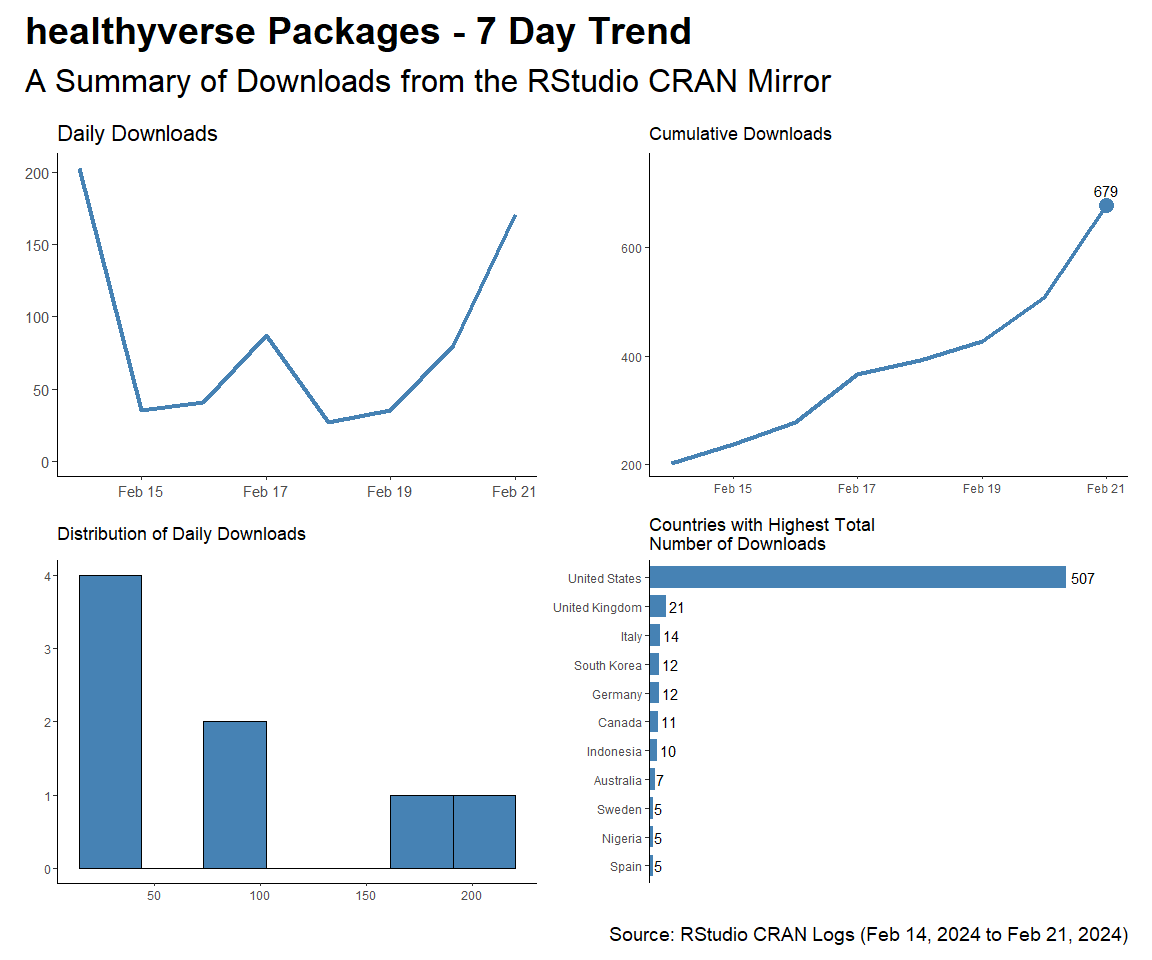 healthyverse Packages - 7 Day Trend
A Summary of Downloads from the RStudio CRAN Mirror
Daily Downloads
200
150
100
50
0
Feb 15 Feb 17 Feb 19 Feb 21
Cumulative Downloads
679
600
400
200
Feb 15 Feb 17 Feb 19 Feb 21
Distribution of Daily Downloads
4
3
2
1
0
50 100 150 200
Countries with Highest Total
Number of Downloads
United States 507
United Kingdom 21
Italy 14
South Korea 12
Germany 12
Canada 11
Indonesia 10
Australia 7
Sweden 5
Nigeria 5
Spain 5
Source: RStudio CRAN Logs (Feb 14, 2024 to Feb 21, 2024)